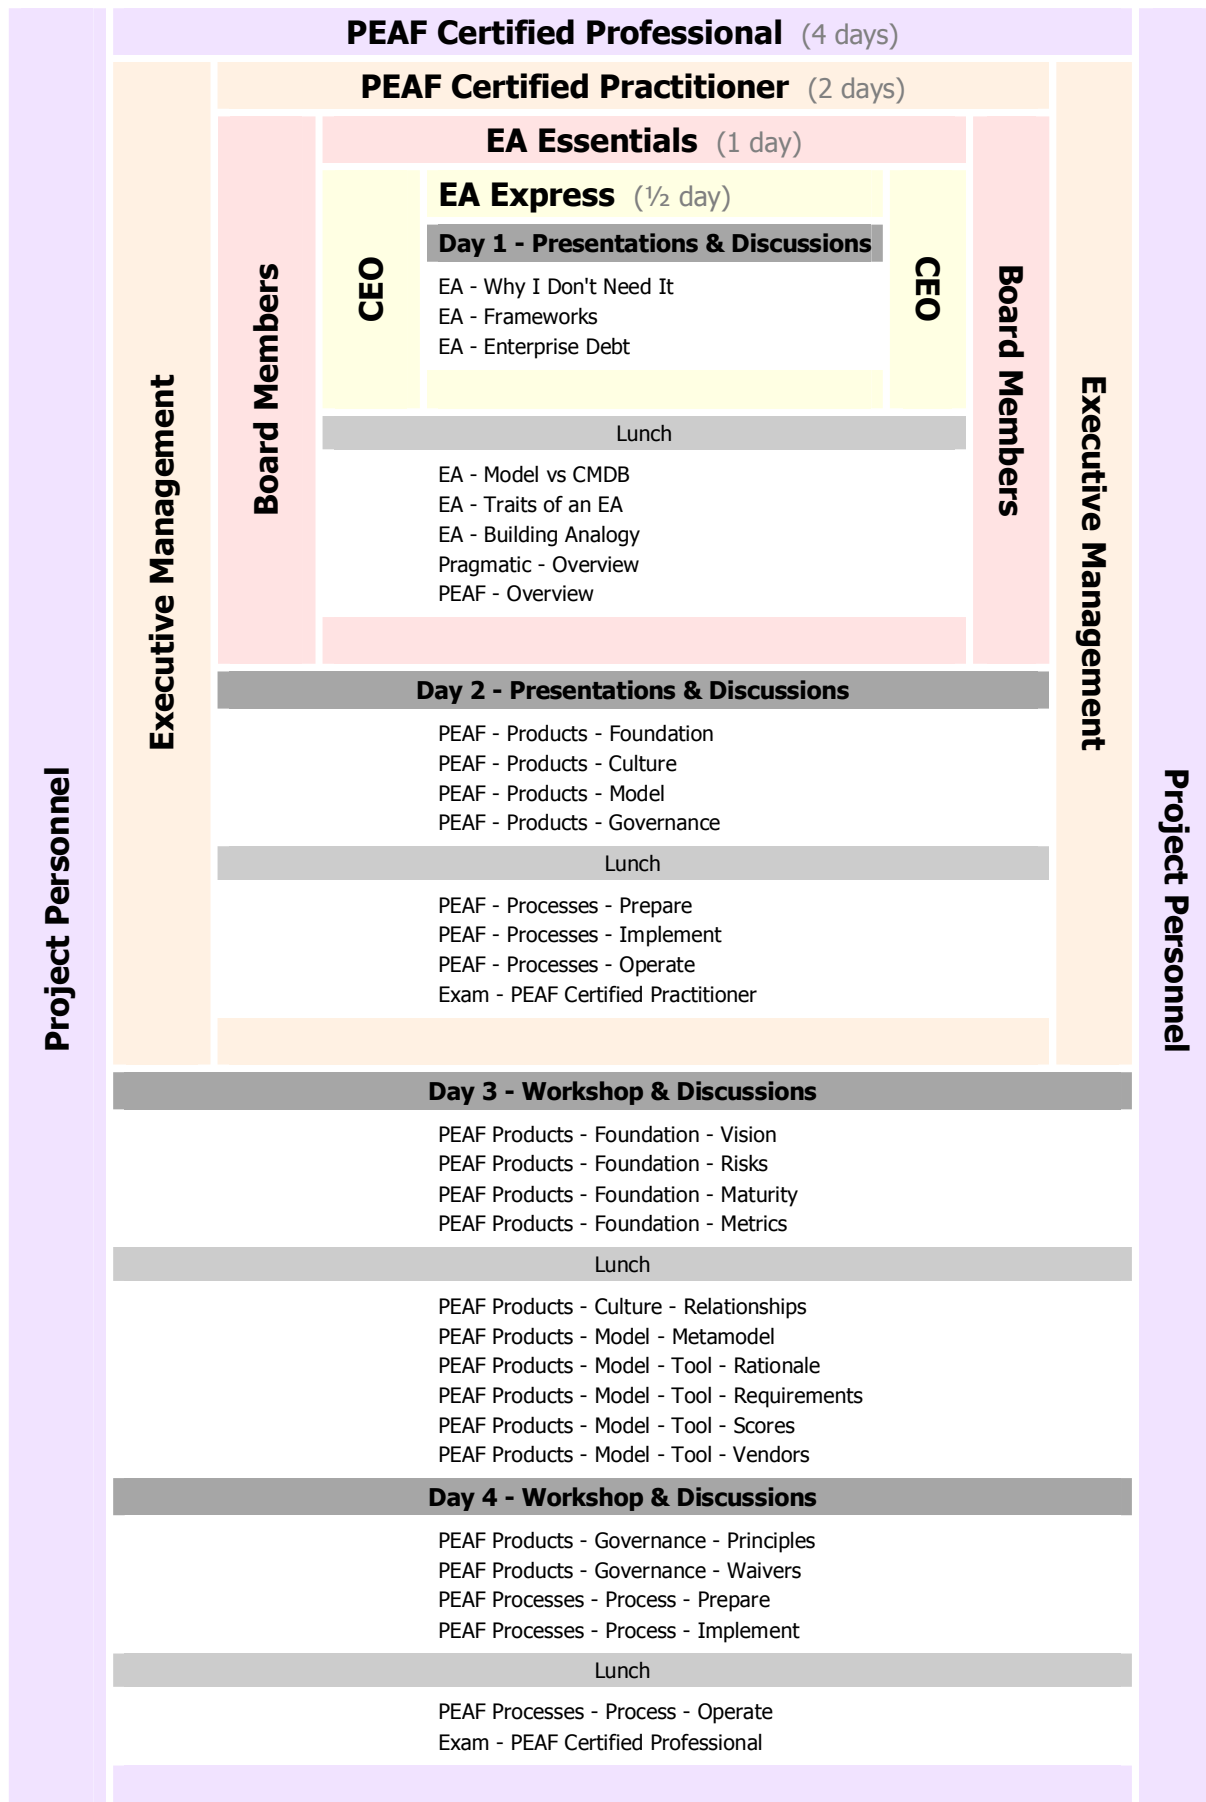 PEAF Certified Professional (4 days)
PEAF Certified Practitioner (2 days)
EA Essentials (1 day)
EA Express (½ day)
Project Personnel
Executive Management
Board Members
CEO
CEO
Board Members
Executive Management
Project Personnel
Day 1 - Presentations & Discussions
EA - Why I Don't Need It
EA - Frameworks
EA - Enterprise Debt
Lunch
EA - Model vs CMDB
EA - Traits of an EA
EA - Building Analogy
Pragmatic - Overview
PEAF - Overview
Day 2 - Presentations & Discussions
PEAF - Products - Foundation
PEAF - Products - Culture
PEAF - Products - Model
PEAF - Products - Governance
Lunch
PEAF - Processes - Prepare
PEAF - Processes - Implement
PEAF - Processes - Operate
Exam - PEAF Certified Practitioner
Day 3 - Workshop & Discussions
PEAF Products - Foundation - Vision
PEAF Products - Foundation - Risks
PEAF Products - Foundation - Maturity
PEAF Products - Foundation - Metrics
Lunch
PEAF Products - Culture - Relationships
PEAF Products - Model - Metamodel
PEAF Products - Model - Tool - Rationale
PEAF Products - Model - Tool - Requirements
PEAF Products - Model - Tool - Scores
PEAF Products - Model - Tool - Vendors
Day 4 - Workshop & Discussions
PEAF Products - Governance - Principles
PEAF Products - Governance - Waivers
PEAF Processes - Process - Prepare
PEAF Processes - Process - Implement
Lunch
PEAF Processes - Process - Operate
Exam - PEAF Certified Professional